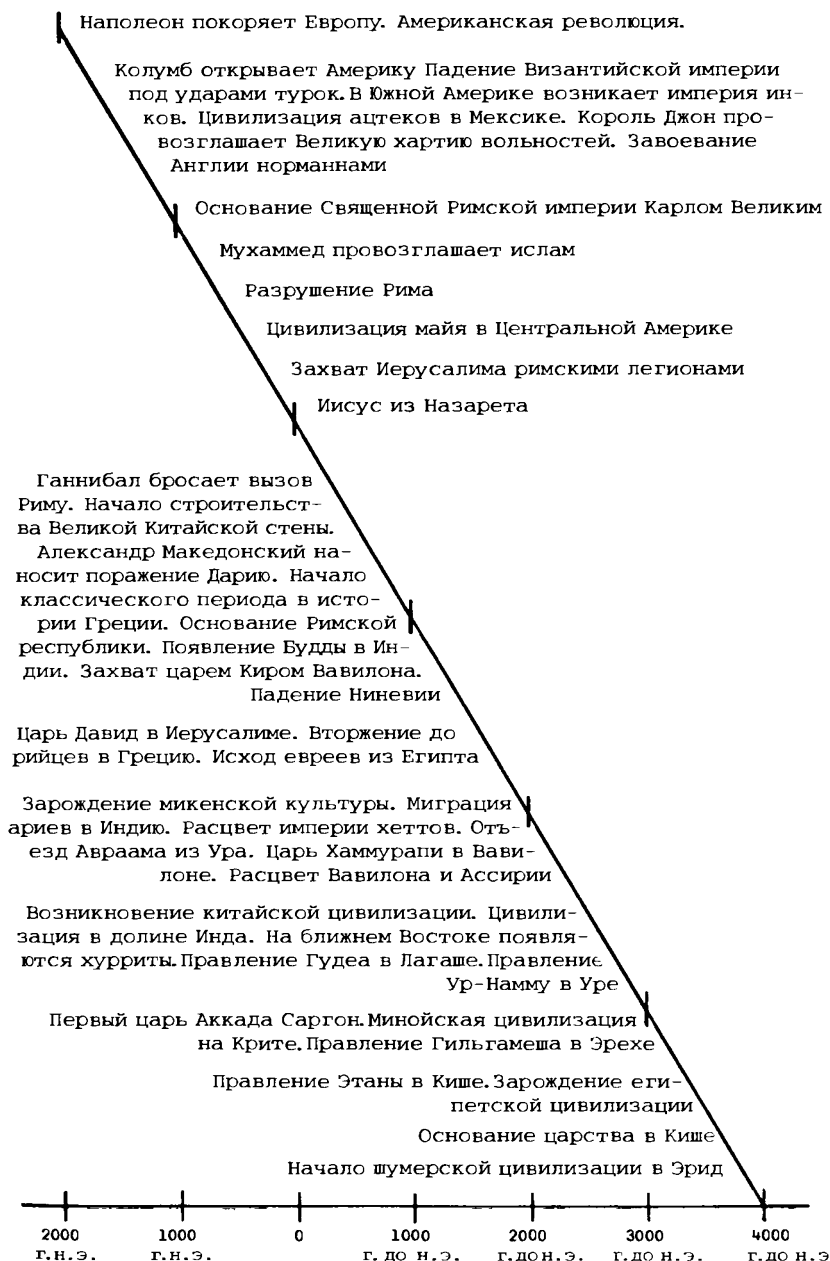 Наполеон покоряет Европу. Американская революция.
Колумб открывает Америку Падение Византийской империи
под ударами турок. В Южной Америке возникает империя ин-
ков. Цивилизация ацтеков в Мексике. Король Джон про-
возглашает Великую хартию вольностей. Завоевание
Англии норманнами
Основание Священной Римской империи Карлом Великим
Мухаммед провозглашает ислам
Разрушение Рима
Цивилизация майя в Центральной Америке
Захват Иерусалима римскими легионами
Иисус из Назарета
Ганнибал бросает вызов
Риму. Начало строительст-
ва Великой Китайской стены.
Александр Македонский на-
носит поражение Дарию. Начало
классического периода в исто-
рии Греции. Основание Римской
республики. Появление Будды в Ин-
дии. Захват царем Киром Вавилона.
Падение Ниневии
Царь Давид в Иерусалиме. Вторжение до
рийцев в Грецию. Исход евреев из Египта
Зарождение микенской культуры. Миграция
ариев в Индию. Расцвет империи хеттов. Отъ-
езд Авраама из Ура. Царь Хаммурапи в Вави-
лоне. Расцвет Вавилона и Ассирии
Возникновение китайской цивилизации. Цивили-
зация в долине Инда. На ближнем Востоке появля-
ются хурриты. Правление Гудеа в Лагаше. Правление
Ур-Намму в Уре
Первый царь Аккада Саргон. Минойская цивилизация
на Крите. Правление Гильгамеша в Эрехе
Правление Этаны в Кише. Зарождение еги-
петской цивилизации
Основание царства в Кише
Начало шумерской цивилизации в Эрид
2000 1000 0 1000 2000 3000 4000
г.н.э. г.н.э. г. до н.э. г.до н.э. г.до н.э. г.до н.э